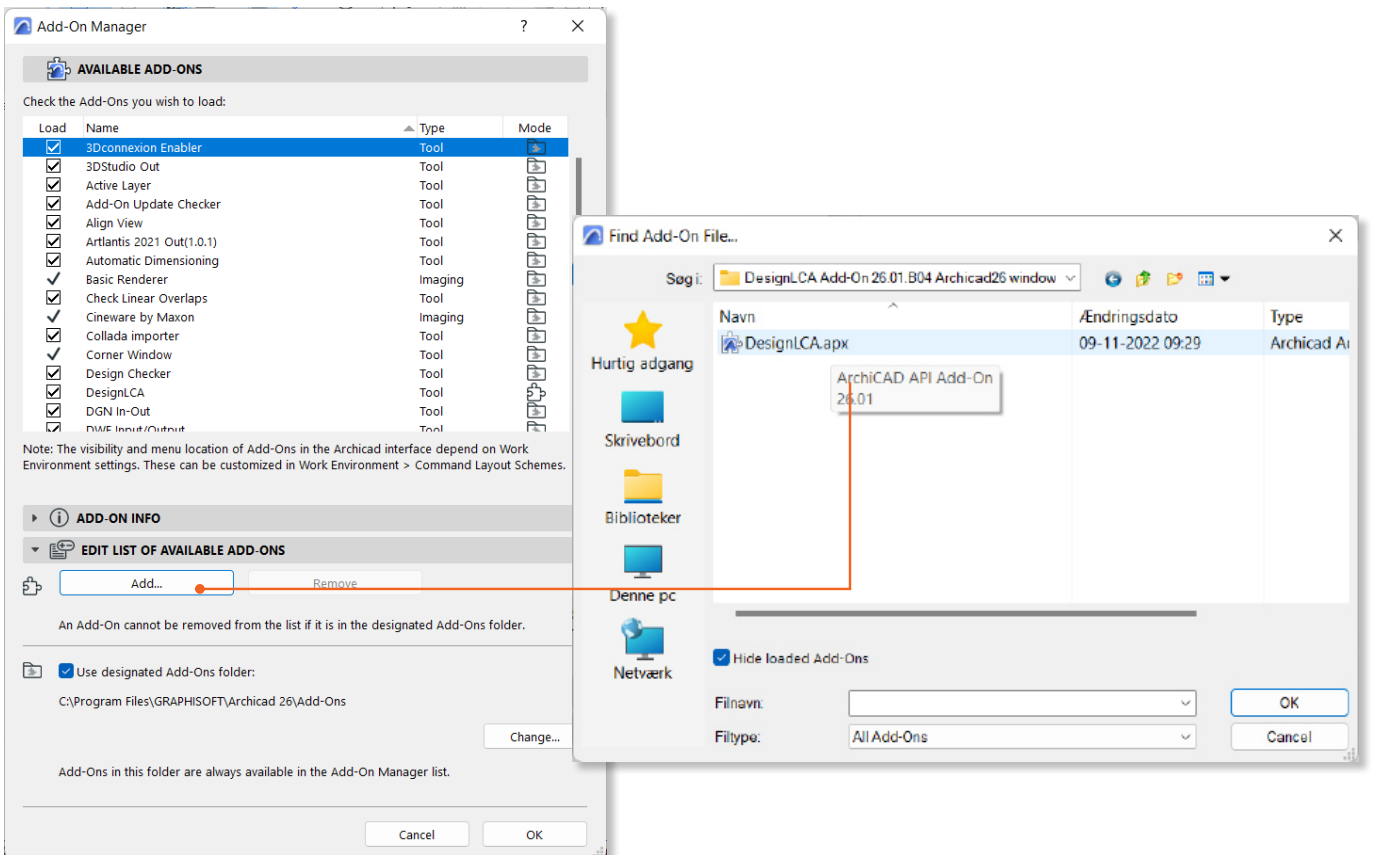 Add-On Manager
?
AVAILABLE ADD-ONS
Check the Add-Ons you wish to load:
Load Name Type Mode
3Dconnexion Enabler Tool
3DStudio Out Tool
Active Layer Tool
Add-On Update Checker Tool
Align View Tool
Artlantis 2021 Out(1.0.1) Tool
Automatic Dimensioning Tool
Basic Renderer Imaging
Check Linear Overlaps Tool
Cineware by Maxon Imaging
Collada importer Tool
Corner Window Tool
Design Checker Tool
DesignLCA Tool
DGN In-Out Tool
DWF Input/Output Tool
Note: The visibility and menu location of Add-Ons in the Archicad interface depend on Work
Environment settings. These can be customized in Work Environment > Command Layout Schemes.
ADD-ON INFO
EDIT LIST OF AVAILABLE ADD-ONS
Add... Remove
An Add-On cannot be removed from the list if it is in the designated Add-Ons folder.
Use designated Add-Ons folder:
C:\Program Files\GRAPHISOFT\Archicad 26\Add-Ons
Change...
Add-Ons in this folder are always available in the Add-On Manager list.
Cancel OK
Find Add-On File...
Søg i: DesignLCA Add-On 26.01.B04 Archicad26 window
Navn Ændringsdato Type
DesignLCA.apx 09-11-2022 09:29 Archicad
ArchiCAD API Add-On
26.01
Hurtig adgang
Skrivebord
Biblioteker
Denne pc
Netværk
Hide loaded Add-Ons
Filnavn: OK
Filtype: All Add-Ons Cancel